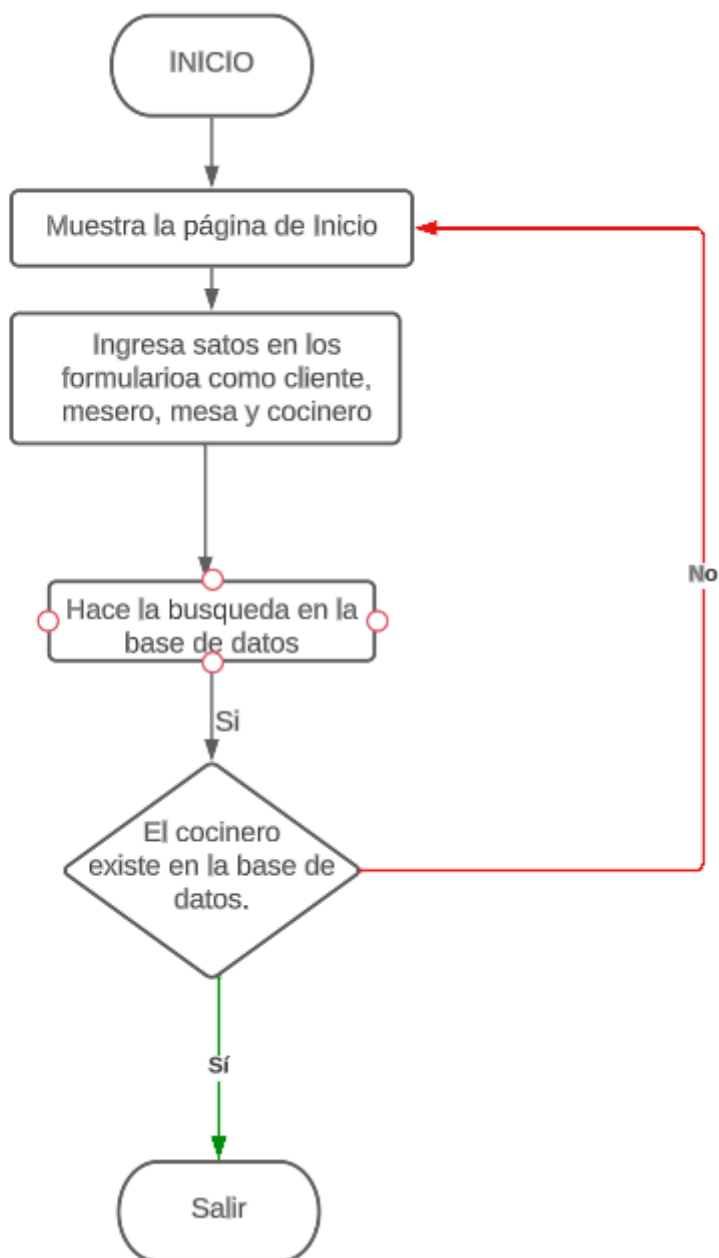 INICIO
Muestra la página de Inicio
Ingresa satos en los
formularioa como cliente,
mesero, mesa y cocinero
No
Hace la busqueda en la
base de datos
Si
El cocinero
existe en la base de
datos.
Sí
Salir